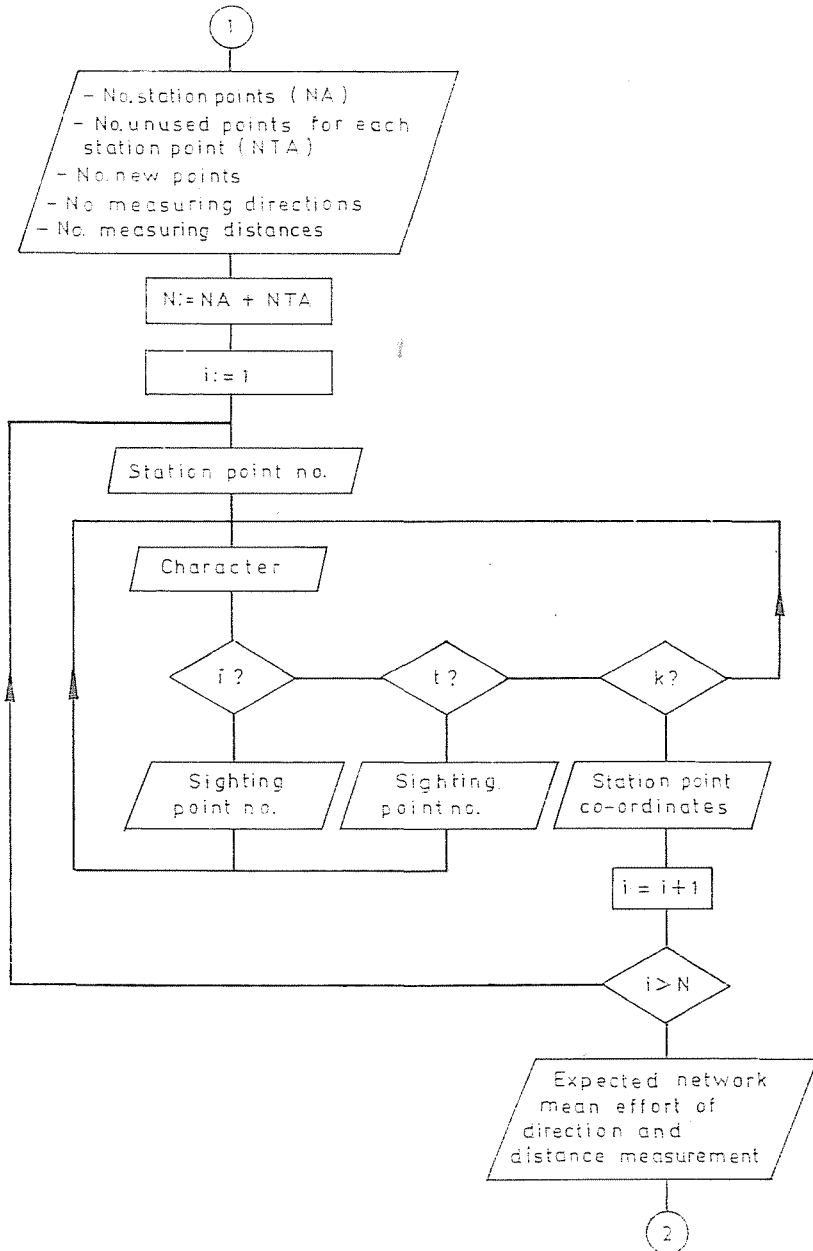 1
- No. station points (NA)
- No. unused points for each
station point (NTA)
- No. new points
- No measuring directions
- No. measuring distances
N:= NA + NTA
i:= 1
Station point no.
Character
i ?
t ?
k ?
Sighting
point no.
Sighting
point no.
Station point
co-ordinates
i = i+1
i > N
Expected network
mean effort of
direction and
distance measurement
2